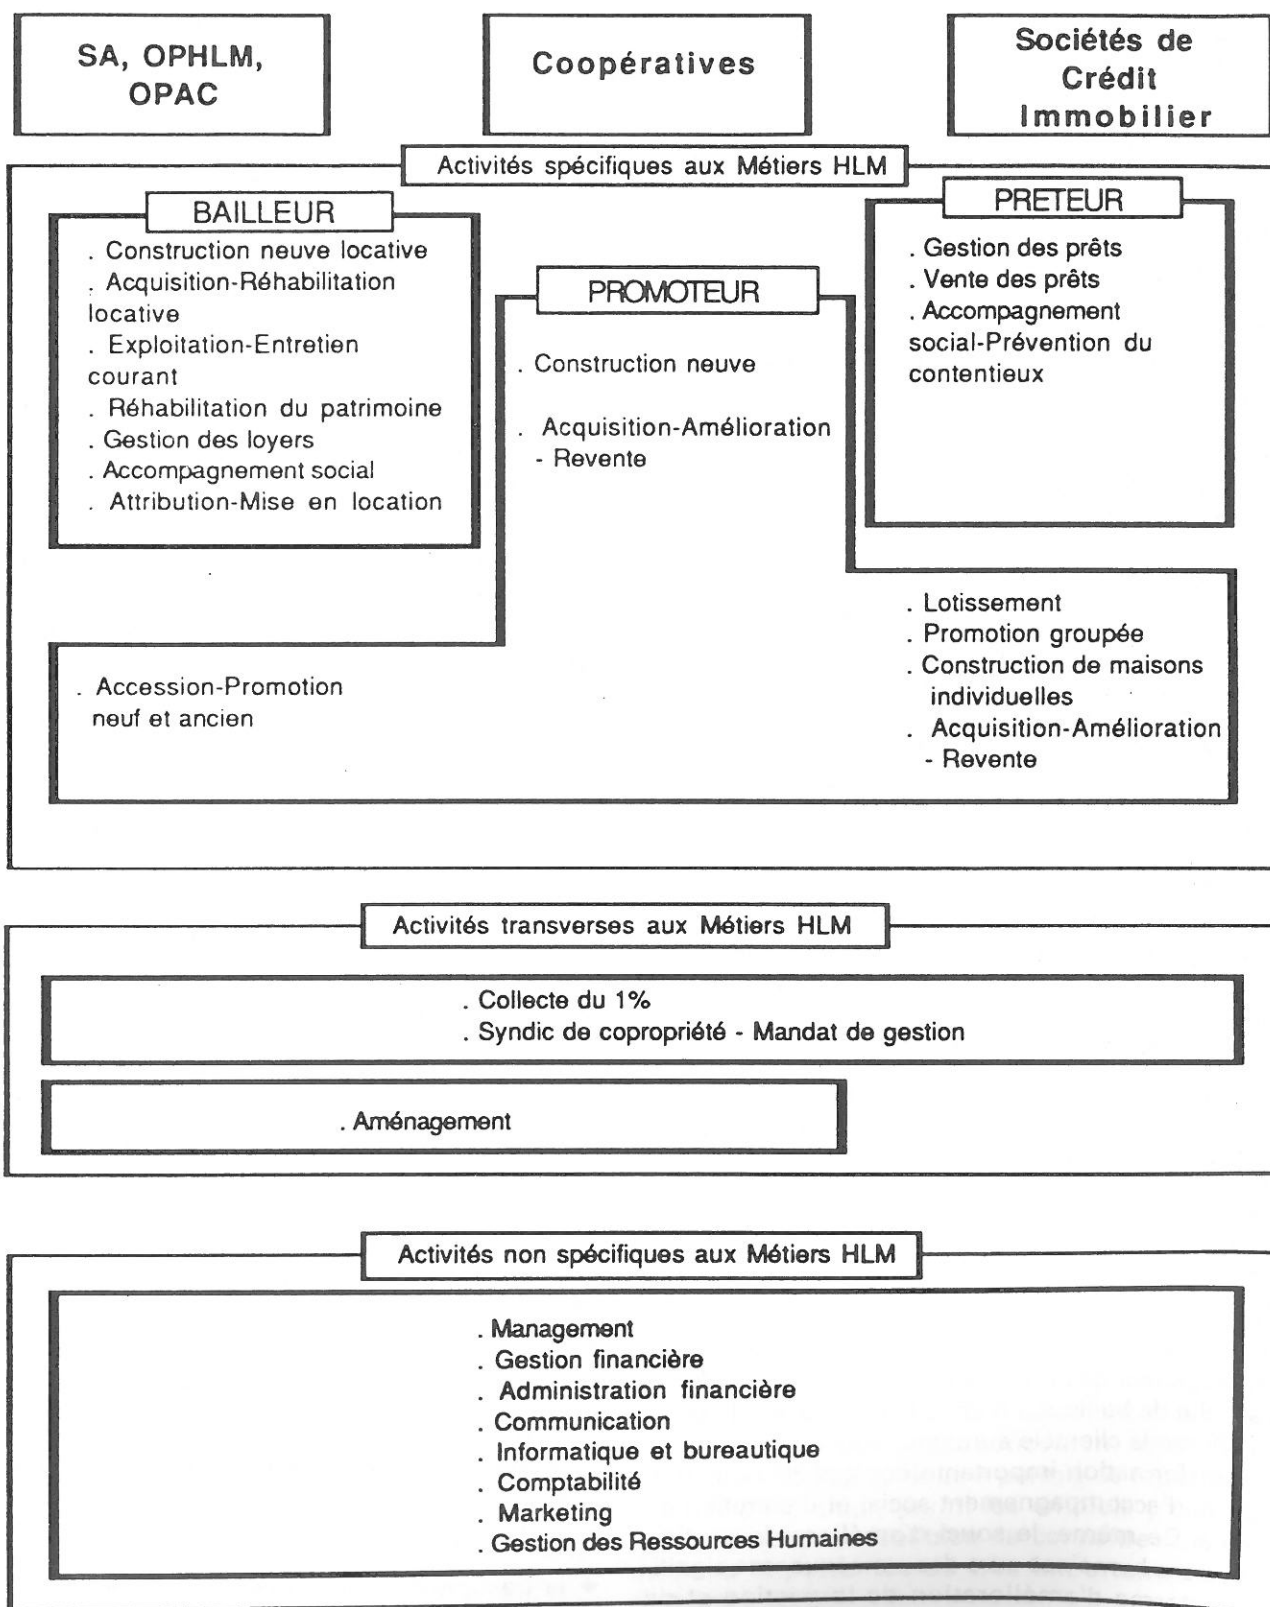 SA, OPHLM,
OPAC
Coopératives
Sociétés de
Crédit
Immobilier
Activités spécifiques aux Métiers HLM
BAILLEUR
. Construction neuve locative
. Acquisition-Réhabilitation
locative
. Exploitation-Entretien
courant
. Réhabilitation du patrimoine
. Gestion des loyers
. Accompagnement social
. Attribution-Mise en location
PROMOTEUR
. Construction neuve
. Acquisition-Amélioration
- Revente
PRETEUR
. Gestion des prêts
. Vente des prêts
. Accompagnement
social-Prévention du
contentieux
. Accession-Promotion
neuf et ancien
. Lotissement
. Promotion groupée
. Construction de maisons
individuelles
. Acquisition-Amélioration
- Revente
Activités transverses aux Métiers HLM
. Collecte du 1%
. Syndic de copropriété - Mandat de gestion
. Aménagement
Activités non spécifiques aux Métiers HLM
. Management
. Gestion financière
. Administration financière
. Communication
. Informatique et bureautique
. Comptabilité
. Marketing
. Gestion des Ressources Humaines